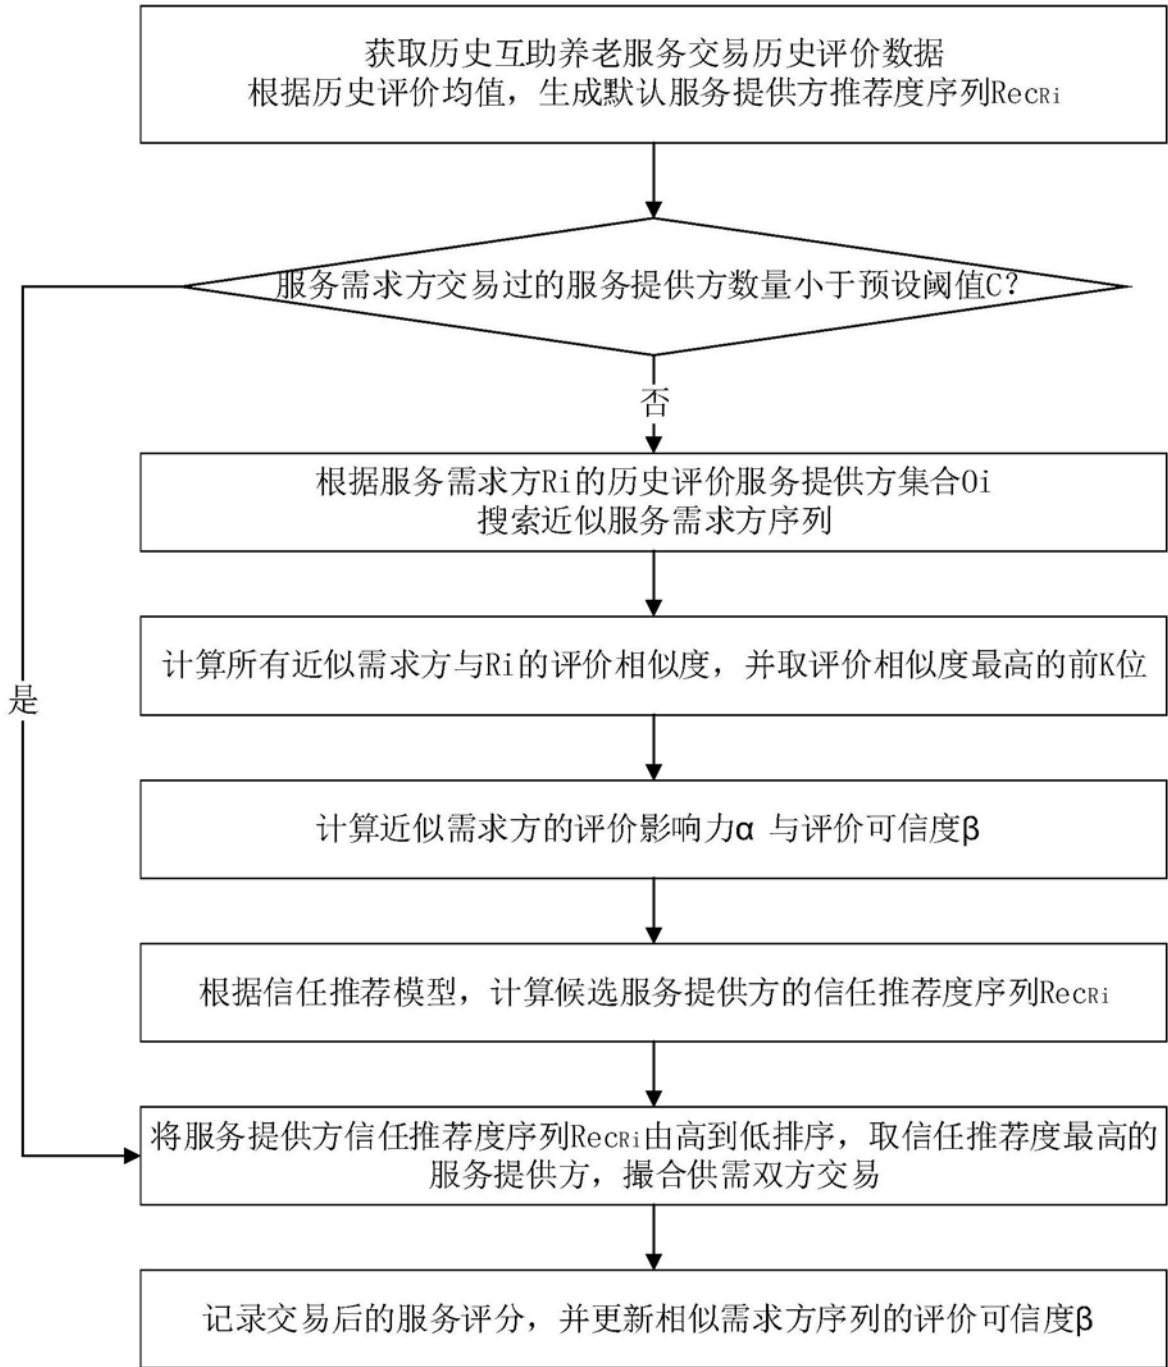 获取历史互助养老服务交易历史评价数据
根据历史评价均值，生成默认服务提供方推荐度序列RecRi
服务需求方交易过的服务提供方数量小于预设阈值C？
否
根据服务需求方Ri的历史评价服务提供方集合Oi
搜索近似服务需求方序列
计算所有近似需求方与Ri的评价相似度，并取评价相似度最高的前K位
是
计算近似需求方的评价影响力α 与评价可信度β
根据信任推荐模型，计算候选服务提供方的信任推荐度序列RecRi
将服务提供方信任推荐度序列RecRi由高到低排序，取信任推荐度最高的
服务提供方，撮合供需双方交易
记录交易后的服务评分，并更新相似需求方序列的评价可信度β